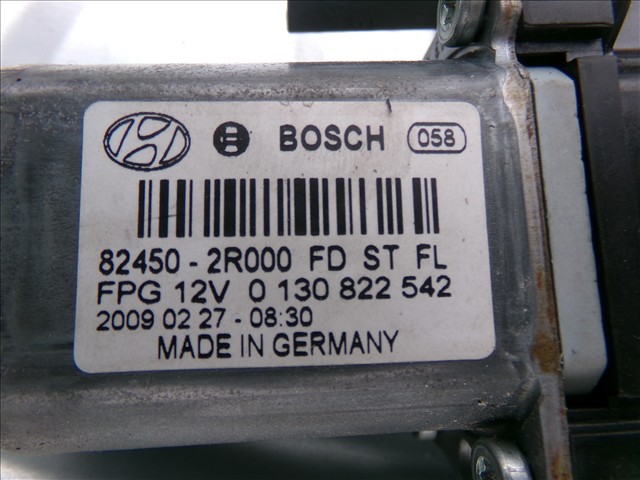 BOSCH 058
82450 - 2R000 FD ST FL
FPG 12V 0 130 822 542
2009 02 27 - 08:30
MADE IN GERMANY